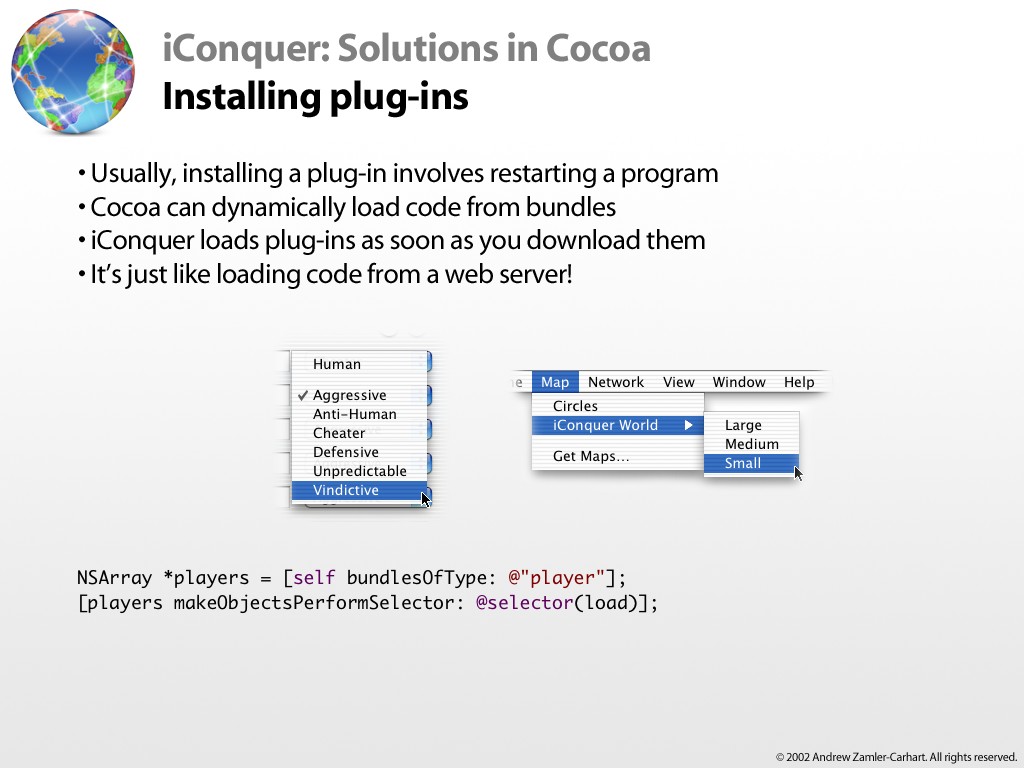 iConquer: Solutions in Cocoa
Installing plug-ins
• Usually, installing a plug-in involves restarting a program
• Cocoa can dynamically load code from bundles
• iConquer loads plug-ins as soon as you download them
• It's just like loading code from a web server!
Human
✓ Aggressive
Anti-Human
Cheater
Defensive
Unpredictable
Vindictive
Map Network View Window Help
Circles
iConquer World ▶
Get Maps...
Large
Medium
Small
NSArray *players = [self bundlesOfType: @"player"];
[players makeObjectsPerformSelector: @selector(load)];
© 2002 Andrew Zamler-Carhart. All rights reserved.